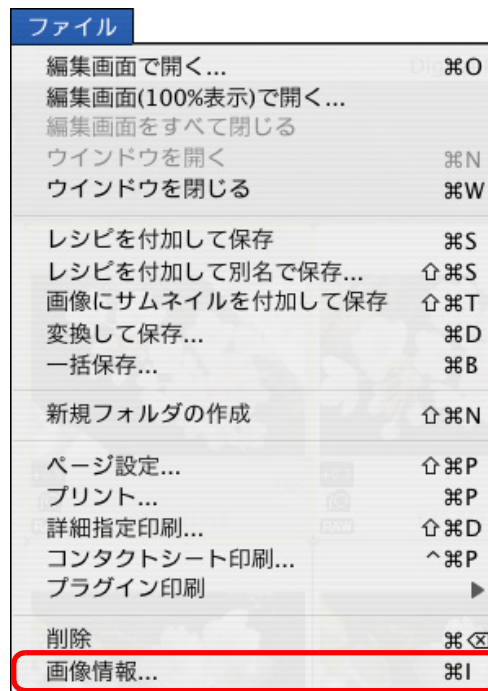 ファイル
編集画面で開く... ⌘O
編集画面(100%表示)で開く...
編集画面をすべて閉じる
ウインドウを開く ⌘N
ウインドウを閉じる ⌘W
レシピを付加して保存 ⌘S
レシピを付加して別名で保存... ⇧⌘S
画像にサムネイルを付加して保存 ⇧⌘T
変換して保存... ⌘D
一括保存... ⌘B
新規フォルダの作成 ⇧⌘N
ページ設定... ⇧⌘P
プリント... ⌘P
詳細指定印刷... ⇧⌘D
コンタクトシート印刷... ^⌘P
プラグイン印刷 ▶
削除 ⌘⌫
画像情報... ⌘I